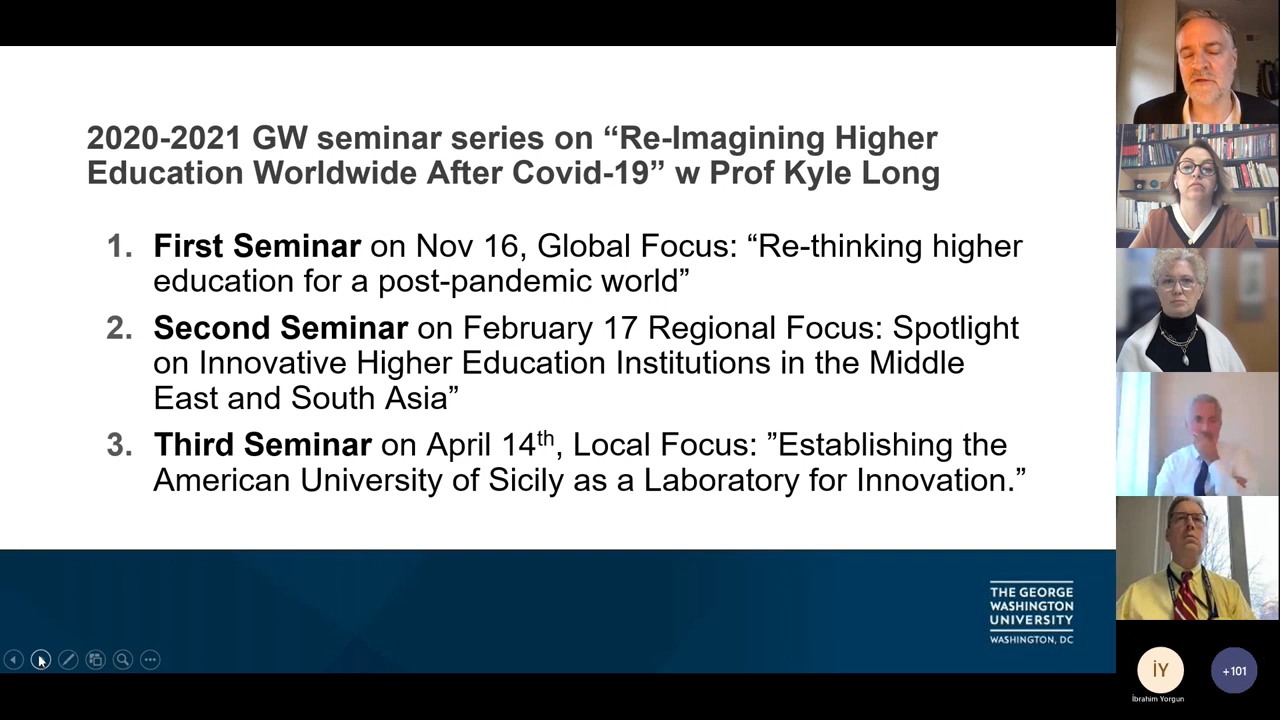 2020-2021 GW seminar series on “Re-Imagining Higher
Education Worldwide After Covid-19” w Prof Kyle Long
1. First Seminar on Nov 16, Global Focus: “Re-thinking higher
education for a post-pandemic world”
2. Second Seminar on February 17 Regional Focus: Spotlight
on Innovative Higher Education Institutions in the Middle
East and South Asia”
3. Third Seminar on April 14th, Local Focus: ”Establishing the
American University of Sicily as a Laboratory for Innovation.”
THE GEORGE
WASHINGTON
UNIVERSITY
WASHINGTON, DC
İY
İbrahim Yorgun
+101